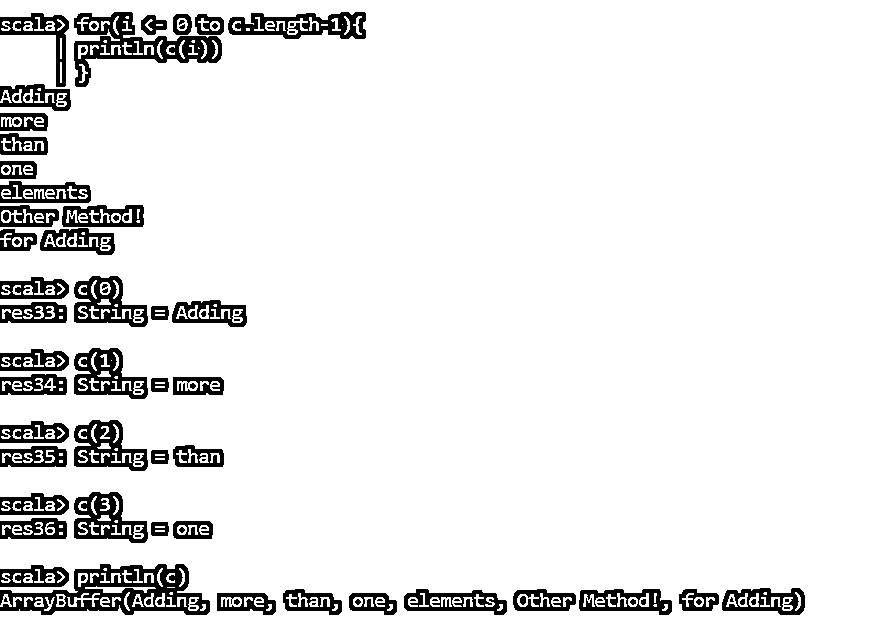 scala> for(i <- 0 to c.length-1){
     | println(c(i))
     | }
Adding
more
than
one
elements
Other Method!
for Adding
scala> c(0)
res33: String = Adding
scala> c(1)
res34: String = more
scala> c(2)
res35: String = than
scala> c(3)
res36: String = one
scala> println(c)
ArrayBuffer(Adding, more, than, one, elements, Other Method!, for Adding)